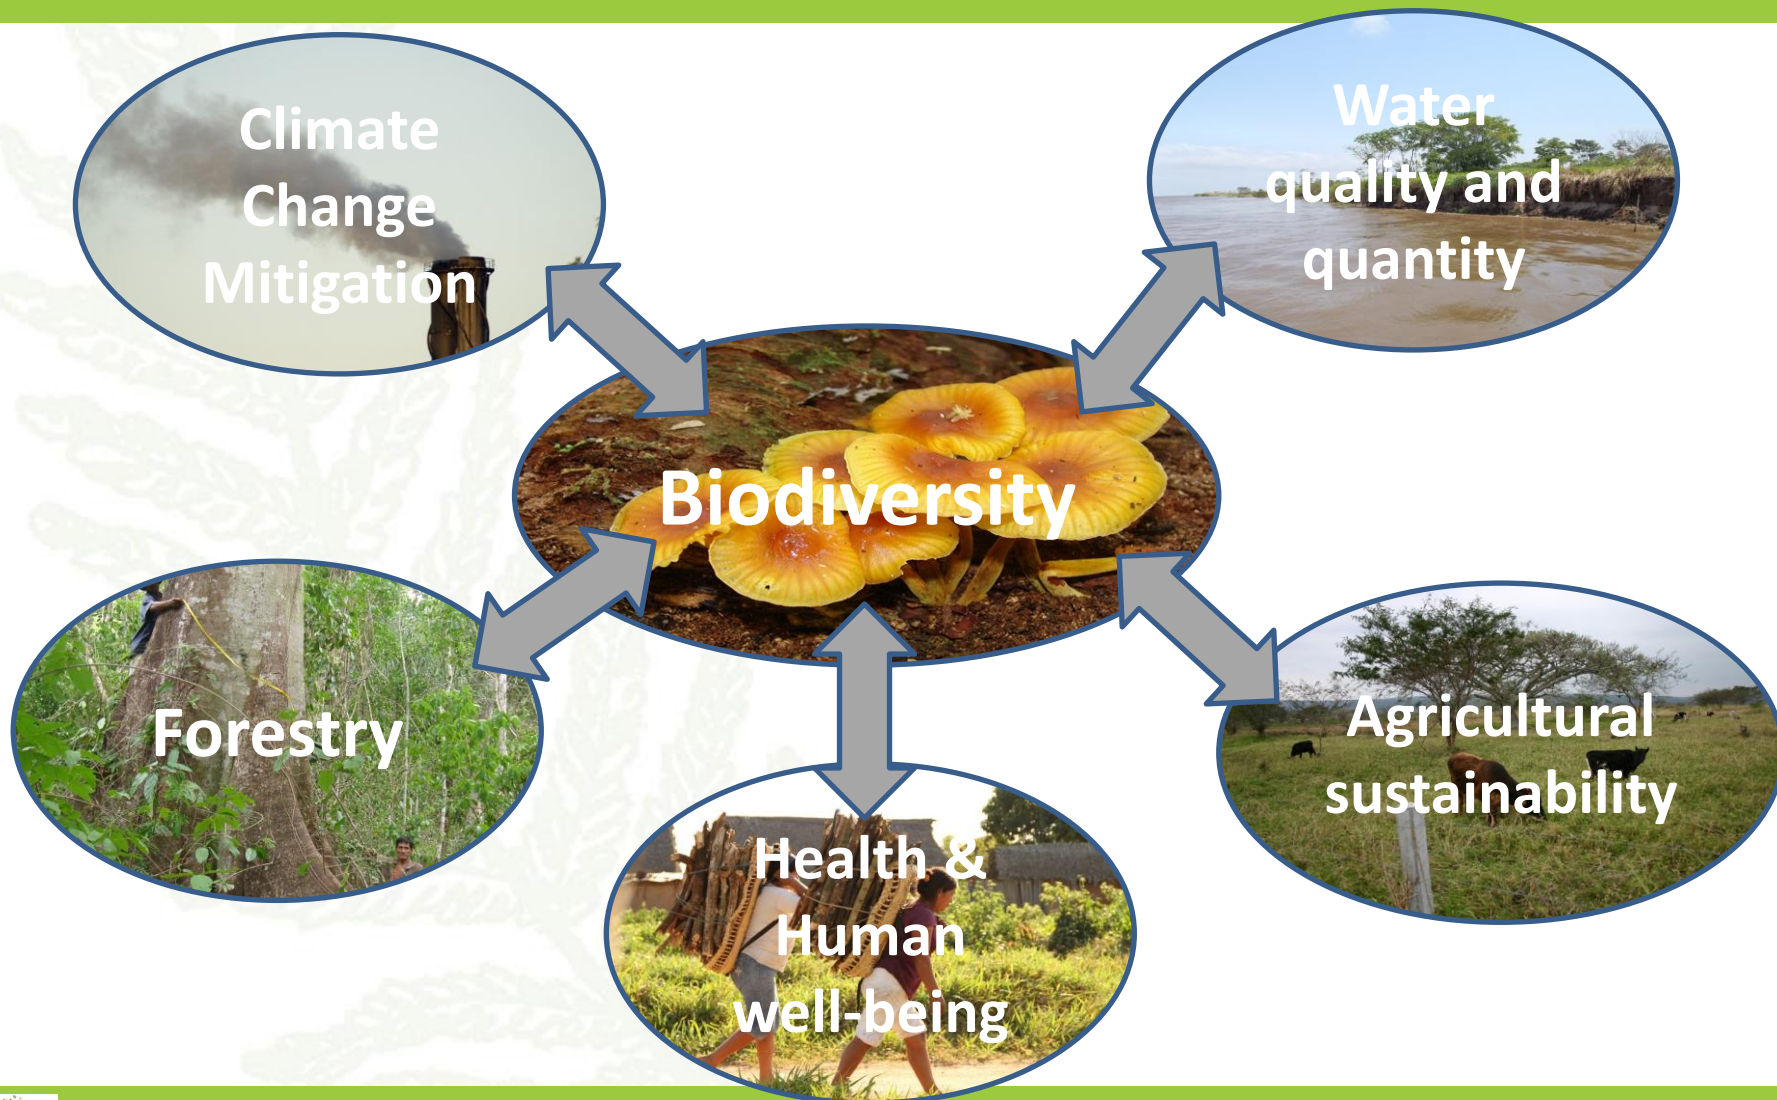 Climate
Change
Mitigation
Water
quality and
quantity
Biodiversity
Forestry
Agricultural
sustainability
Health &
Human
well-being